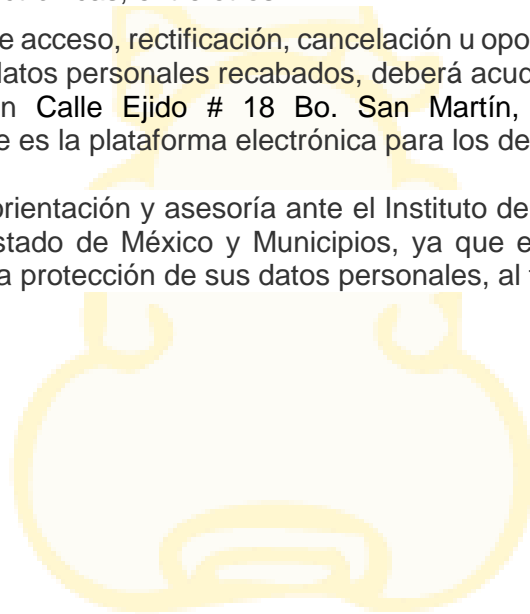 e acceso, rectificación, cancelación u opo
latos personales recabados, deberá acuc
n Calle Ejido # 18 Bo. San Martín,
e es la plataforma electrónica para los de
orientación y asesoría ante el Instituto de
stado de México y Municipios, ya que e
a protección de sus datos personales, al